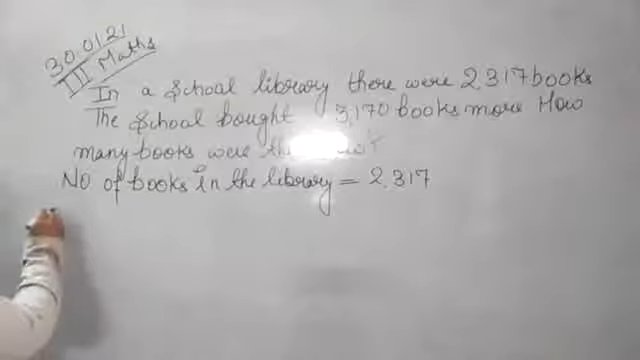 30.01.21
III Maths
In a School library there were 2,317 books
The School bought 3,170 books more How
many books were
No of books in the library = 2,317